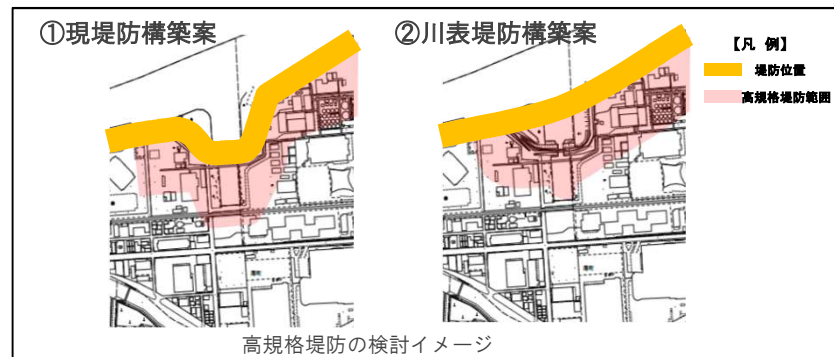 ①現堤防構築案
②川表堤防構築案
【凡 例】
堤防位置
高規格堤防範囲
高規格堤防の検討イメージ